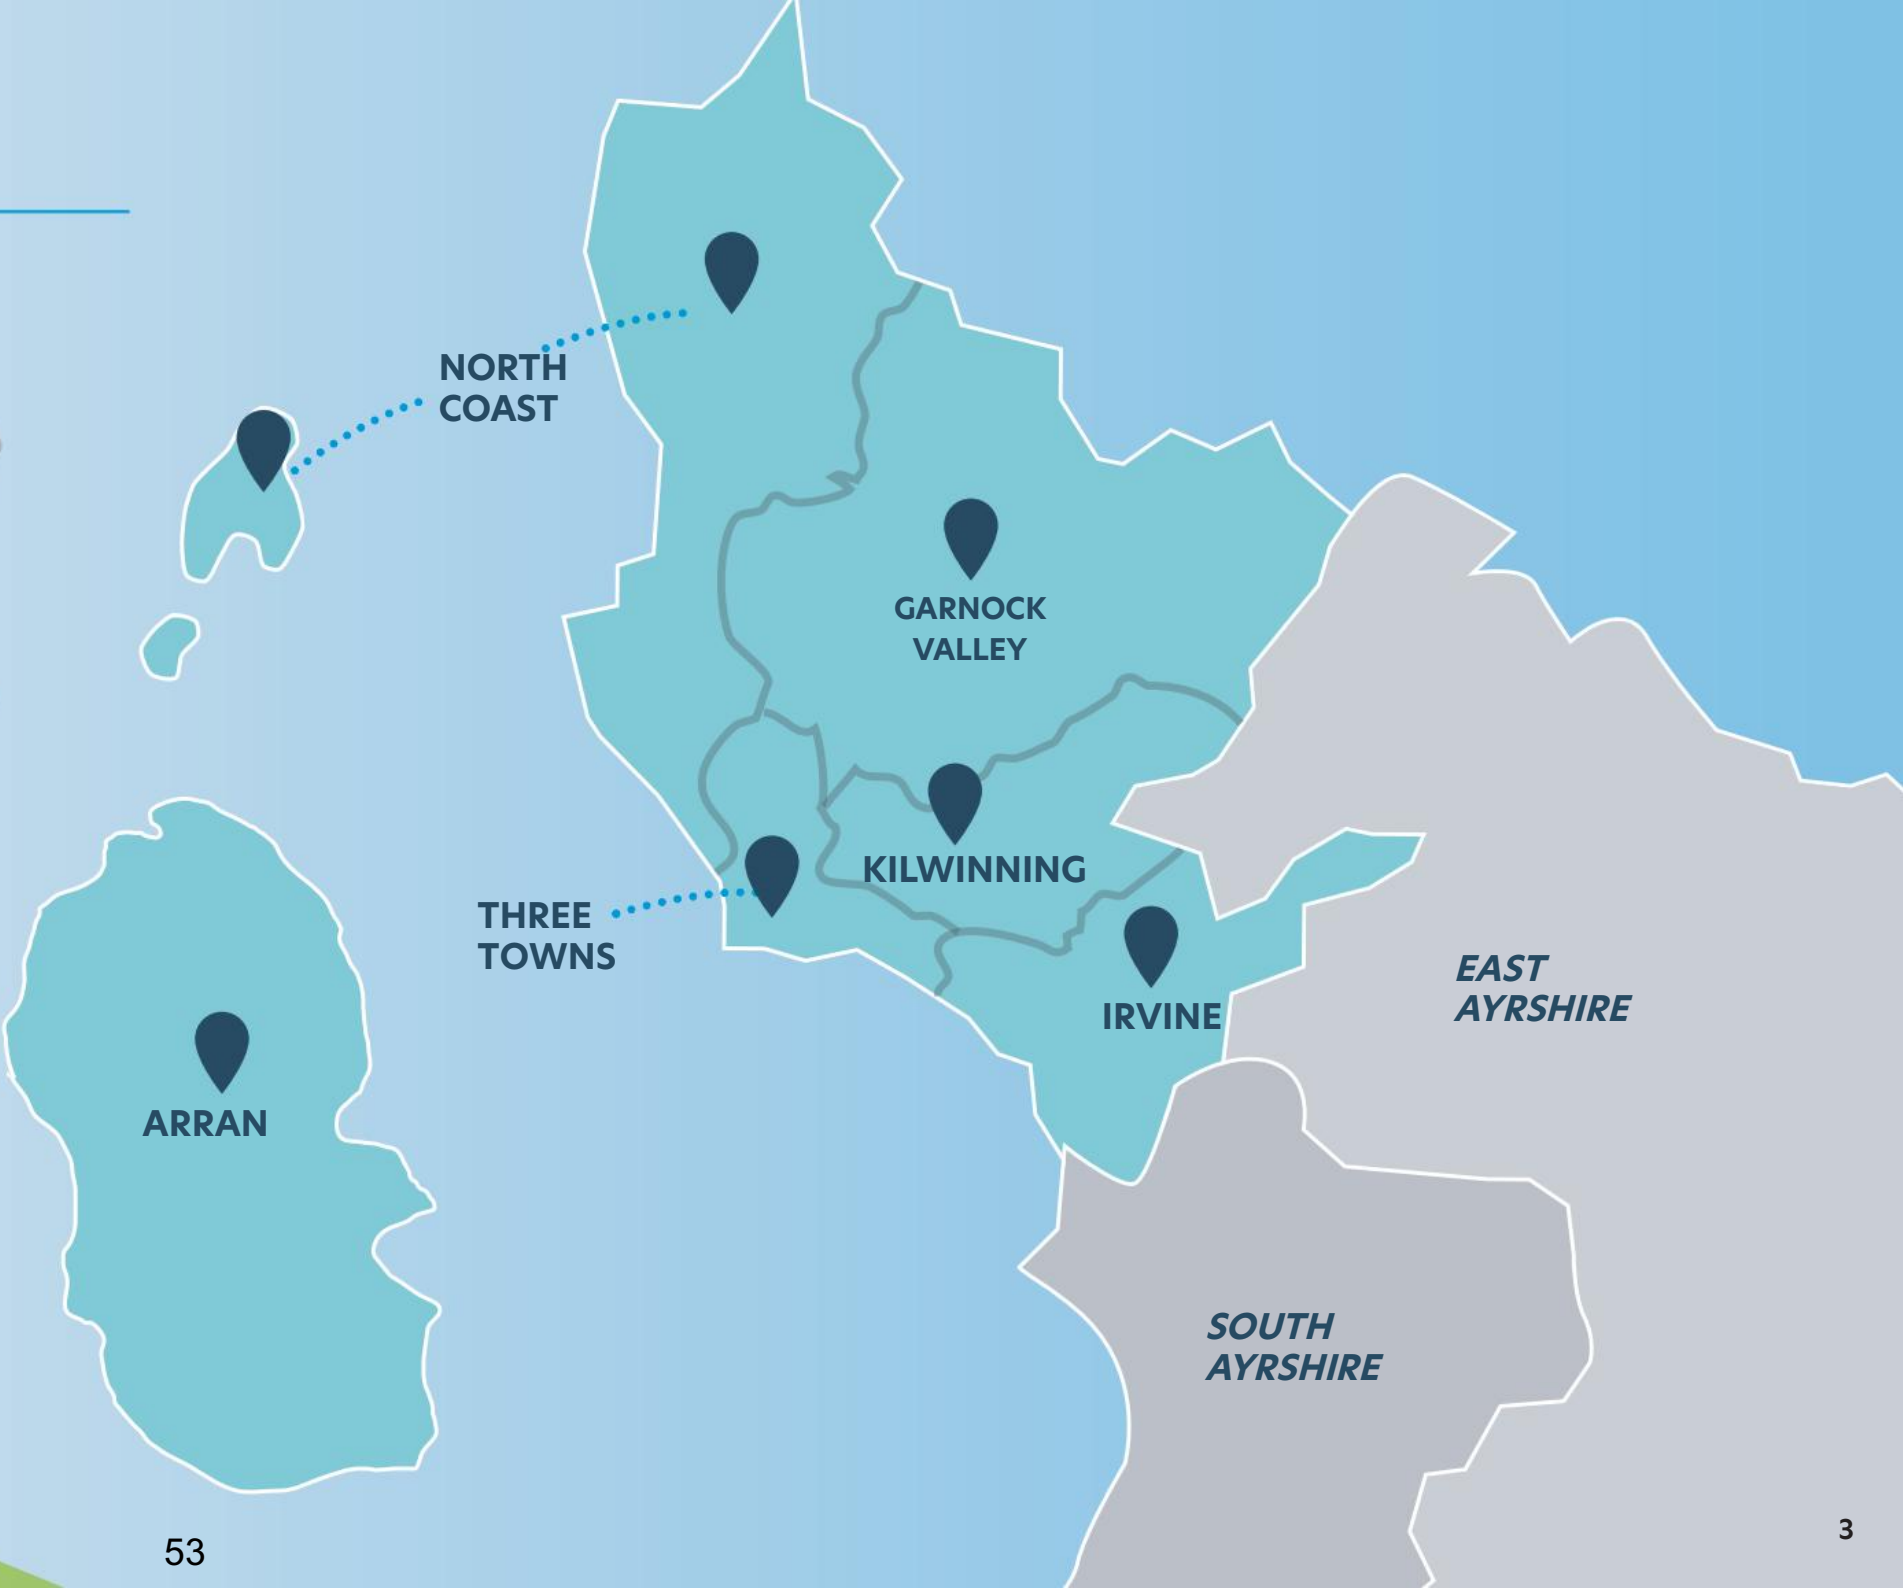 NORTH
COAST
GARNOCK
VALLEY
KILWINNING
THREE
TOWNS
IRVINE
EAST
AYRSHIRE
ARRAN
SOUTH
AYRSHIRE
53
3